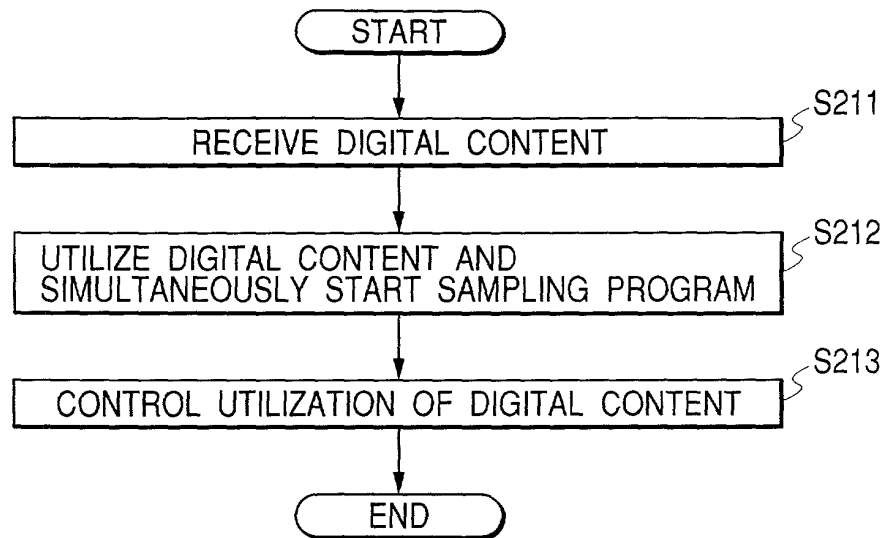 START
S211
RECEIVE DIGITAL CONTENT
S212
UTILIZE DIGITAL CONTENT AND
SIMULTANEOUSLY START SAMPLING PROGRAM
S213
CONTROL UTILIZATION OF DIGITAL CONTENT
END